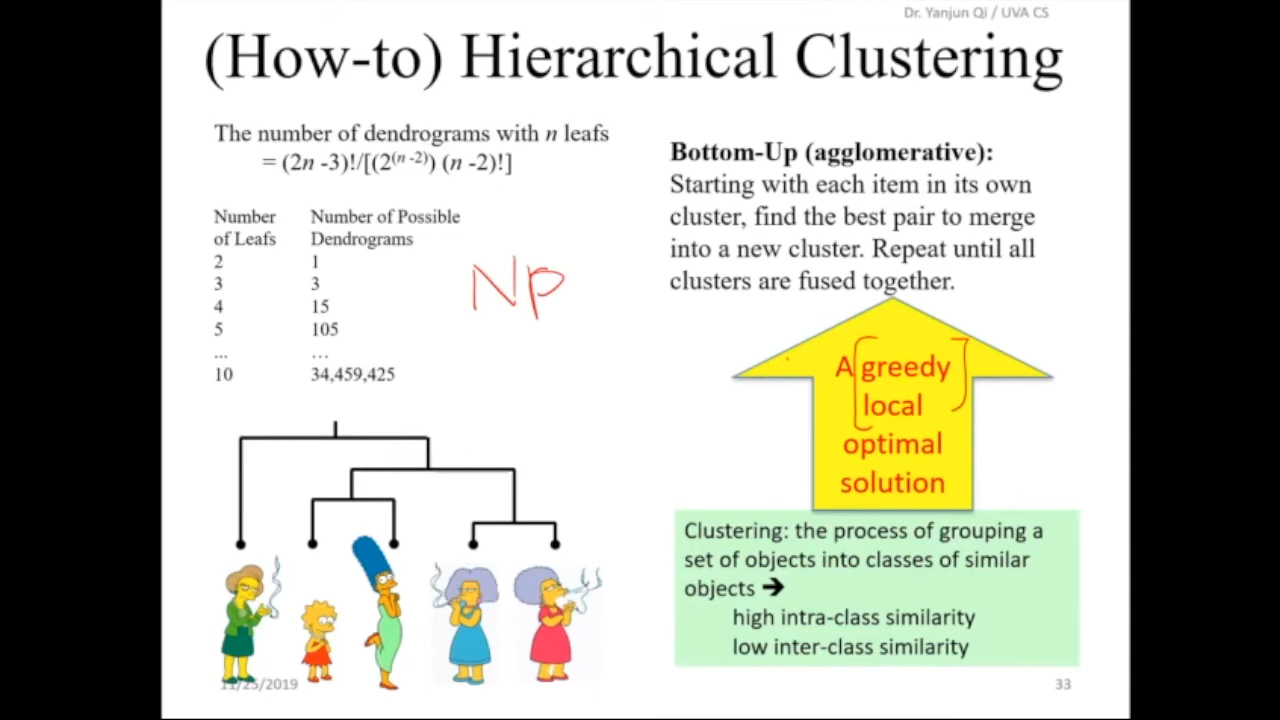 Dr. Yanjun Qi / UVA CS
(How-to) Hierarchical Clustering
The number of dendrograms with n leafs
= (2n -3)!/[(2^(n -2)) (n -2)!]
Number of Leafs Number of Possible Dendrograms
2 1
3 3
4 15
5 105
... …
10 34,459,425
NP
Bottom-Up (agglomerative):
Starting with each item in its own
cluster, find the best pair to merge
into a new cluster. Repeat until all
clusters are fused together.
A greedy
local
optimal
solution
Clustering: the process of grouping a
set of objects into classes of similar
objects ➔
high intra-class similarity
low inter-class similarity
11/25/2019
33